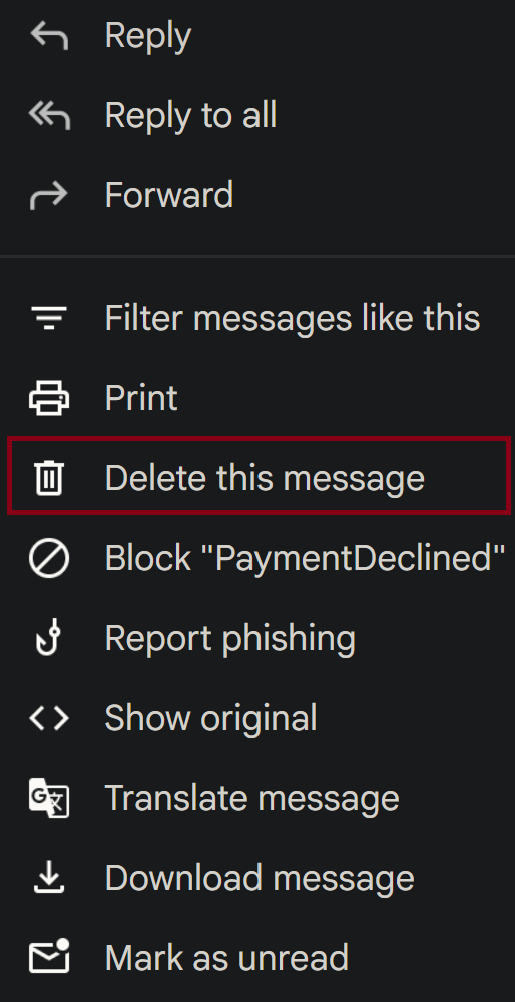 Reply
Reply to all
Forward
Filter messages like this
Print
Delete this message
Block "PaymentDeclined"
Report phishing
Show original
Translate message
Download message
Mark as unread